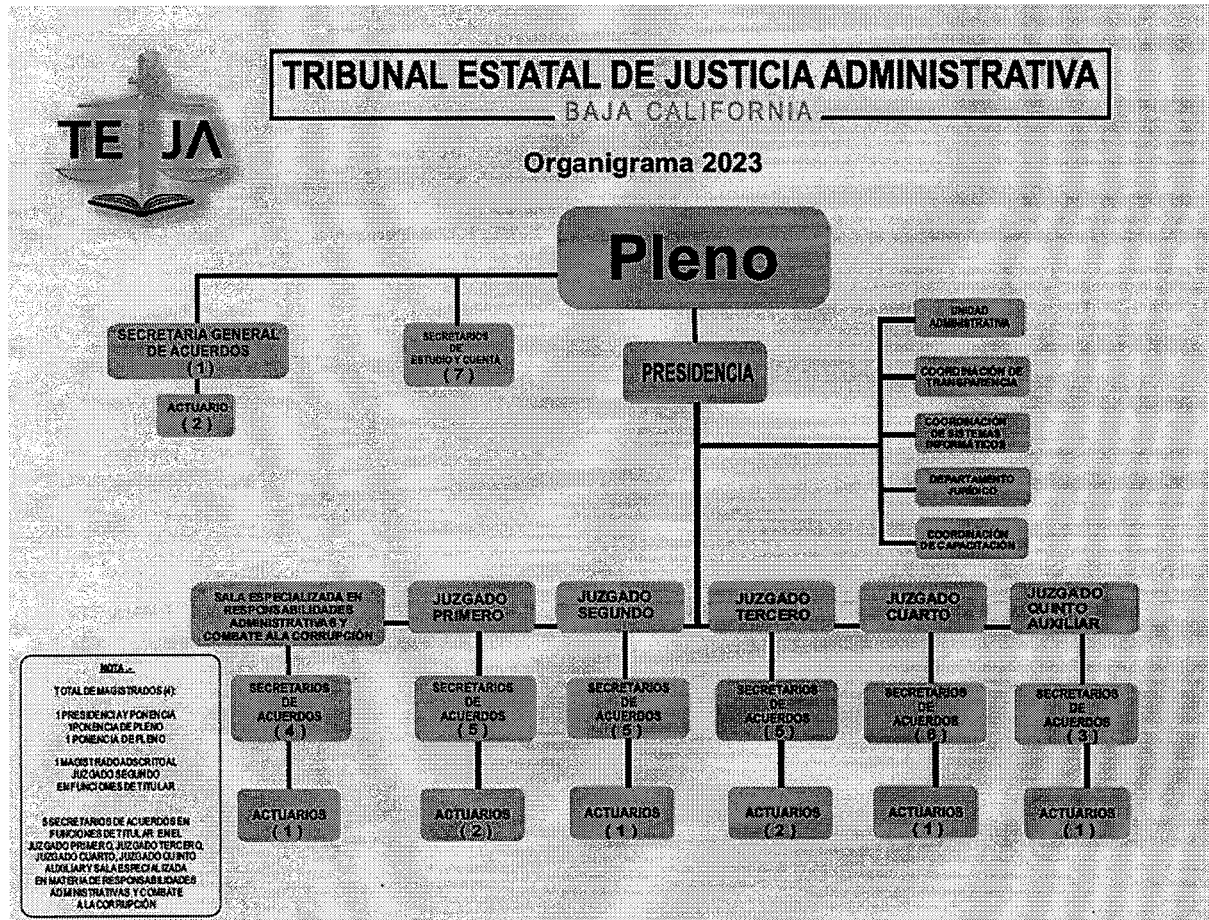 TE JA
TRIBUNAL ESTATAL DE JUSTICIA ADMINISTRATIVA
BAJA CALIFORNIA
Organigrama 2023
Pleno
SECRETARIA GENERAL
DE ACUERDOS
( 1 )
ACTUARIO
( 2 )
SECRETARIOS
DE
ESTUDIO Y CUENTA
( 7 )
PRESIDENCIA
UNIDAD
ADMINISTRATIVA
COORDINACIÓN DE
TRANSPARENCIA
COORDINACIÓN
DE SISTEMAS
INFORMÁTICOS
DEPARTAMENTO
JURÍDICO
COORDINACIÓN
DE CAPACITACIÓN
SALA ESPECIALIZADA EN
RESPONSABILIDADES
ADMINISTRATIVAS Y
COMBATE A LA CORRUPCIÓN
SECRETARIOS
DE
ACUERDOS
( 4 )
ACTUARIOS
( 1 )
JUZGADO
PRIMERO
SECRETARIOS
DE
ACUERDOS
( 5 )
ACTUARIOS
( 2 )
JUZGADO
SEGUNDO
SECRETARIOS
DE
ACUERDOS
( 5 )
ACTUARIOS
( 1 )
JUZGADO
TERCERO
SECRETARIOS
DE
ACUERDOS
( 5 )
ACTUARIOS
( 2 )
JUZGADO
CUARTO
SECRETARIOS
DE
ACUERDOS
( 6 )
ACTUARIOS
( 1 )
JUZGADO
QUINTO
AUXILIAR
SECRETARIOS
DE
ACUERDOS
( 3 )
ACTUARIOS
( 1 )
NOTA .-
TOTAL DE MAGISTRADOS (4):
1 PRESIDENCIA Y PONENCIA
1 PONENCIA DE PLENO
1 PONENCIA DE PLENO
1 MAGISTRADO ADSCRITO AL
JUZGADO SEGUNDO
EN FUNCIONES DE TITULAR
5 SECRETARIOS DE ACUERDOS EN
FUNCIONES DE TITULAR EN EL
JUZGADO PRIMERO, JUZGADO TERCERO,
JUZGADO CUARTO, JUZGADO QUINTO
AUXILIAR Y SALA ESPECIALIZADA
EN MATERIA DE RESPONSABILIDADES
ADMINISTRATIVAS Y COMBATE
A LA CORRUPCIÓN